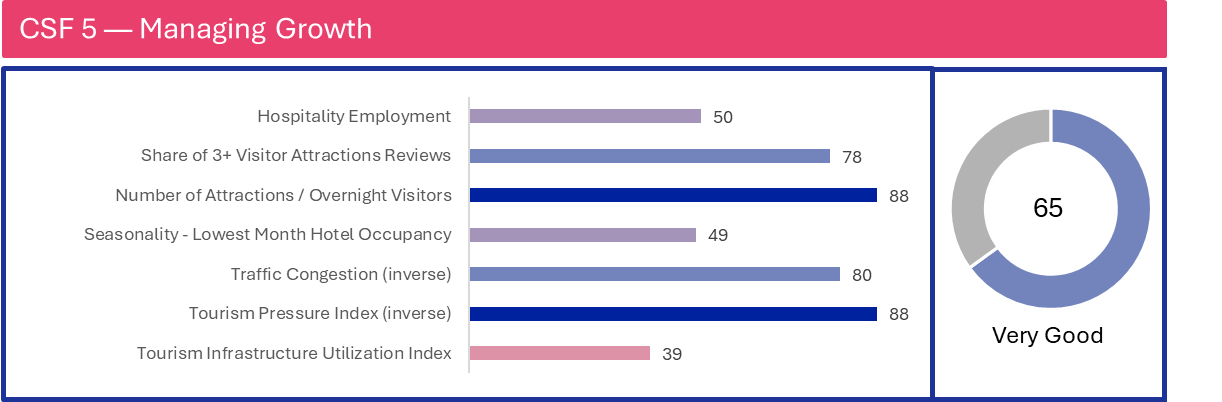 CSF 5 — Managing Growth
Hospitality Employment 50
Share of 3+ Visitor Attractions Reviews 78
Number of Attractions / Overnight Visitors 88
Seasonality - Lowest Month Hotel Occupancy 49
Traffic Congestion (inverse) 80
Tourism Pressure Index (inverse) 88
Tourism Infrastructure Utilization Index 39
65
Very Good